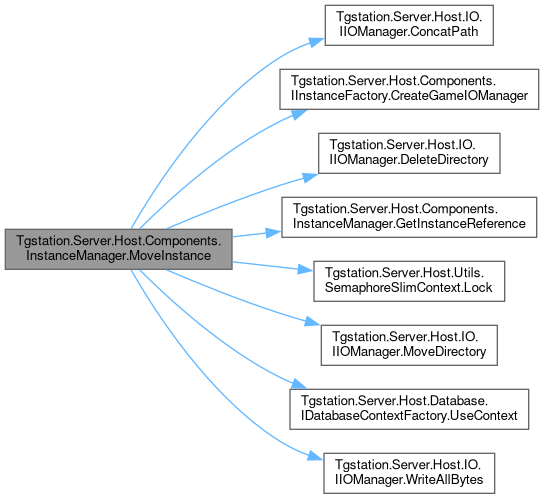 Tgstation.Server.Host.Components.
InstanceManager.MoveInstance
Tgstation.Server.Host.IO.
IIOManager.ConcatPath
Tgstation.Server.Host.Components.
IInstanceFactory.CreateGameIOManager
Tgstation.Server.Host.IO.
IIOManager.DeleteDirectory
Tgstation.Server.Host.Components.
InstanceManager.GetInstanceReference
Tgstation.Server.Host.Utils.
SemaphoreSlimContext.Lock
Tgstation.Server.Host.IO.
IIOManager.MoveDirectory
Tgstation.Server.Host.Database.
IDatabaseContextFactory.UseContext
Tgstation.Server.Host.IO.
IIOManager.WriteAllBytes